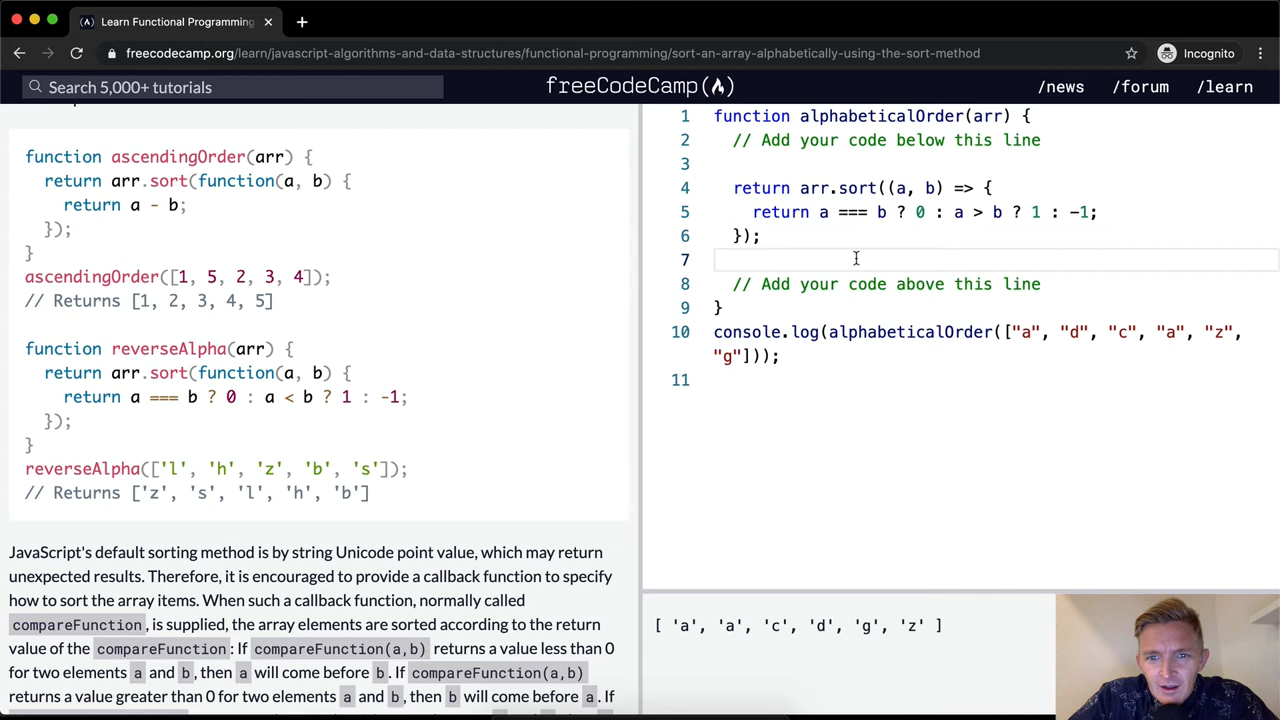 Learn Functional Programming
freecodecamp.org/learn/javascript-algorithms-and-data-structures/functional-programming/sort-an-array-alphabetically-using-the-sort-method
Incognito
Search 5,000+ tutorials
freeCodeCamp
/news
/forum
/learn
function ascendingOrder(arr) {
return arr.sort(function(a, b) {
return a - b;
});
}
ascendingOrder([1, 5, 2, 3, 4]);
// Returns [1, 2, 3, 4, 5]
function reverseAlpha(arr) {
return arr.sort(function(a, b) {
return a === b ? 0 : a < b ? 1 : -1;
});
}
reverseAlpha(['l', 'h', 'z', 'b', 's']);
// Returns ['z', 's', 'l', 'h', 'b']
JavaScript's default sorting method is by string Unicode point value, which may return
unexpected results. Therefore, it is encouraged to provide a callback function to specify
how to sort the array items. When such a callback function, normally called
compareFunction, is supplied, the array elements are sorted according to the return
value of the compareFunction: If compareFunction(a,b) returns a value less than 0
for two elements a and b, then a will come before b. If compareFunction(a,b)
returns a value greater than 0 for two elements a and b, then b will come before a. If
1 function alphabeticalOrder(arr) {
2 // Add your code below this line
3
4 return arr.sort((a, b) => {
5 return a === b ? 0 : a > b ? 1 : -1;
6 });
7
8 // Add your code above this line
9 }
10 console.log(alphabeticalOrder(["a", "d", "c", "a", "z",
"g"]));
11
[ 'a', 'a', 'c', 'd', 'g', 'z' ]